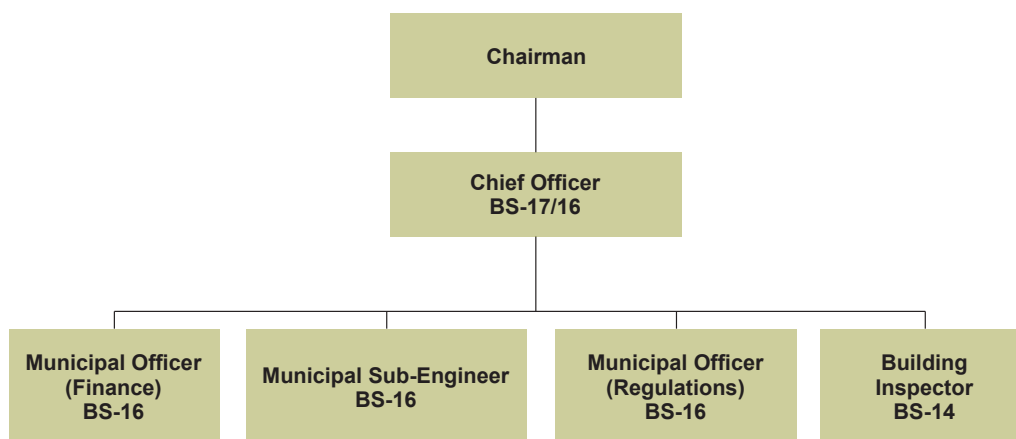 Chairman
Chief Officer
BS-17/16
Municipal Officer
(Finance)
BS-16
Municipal Sub-Engineer
BS-16
Municipal Officer
(Regulations)
BS-16
Building
Inspector
BS-14